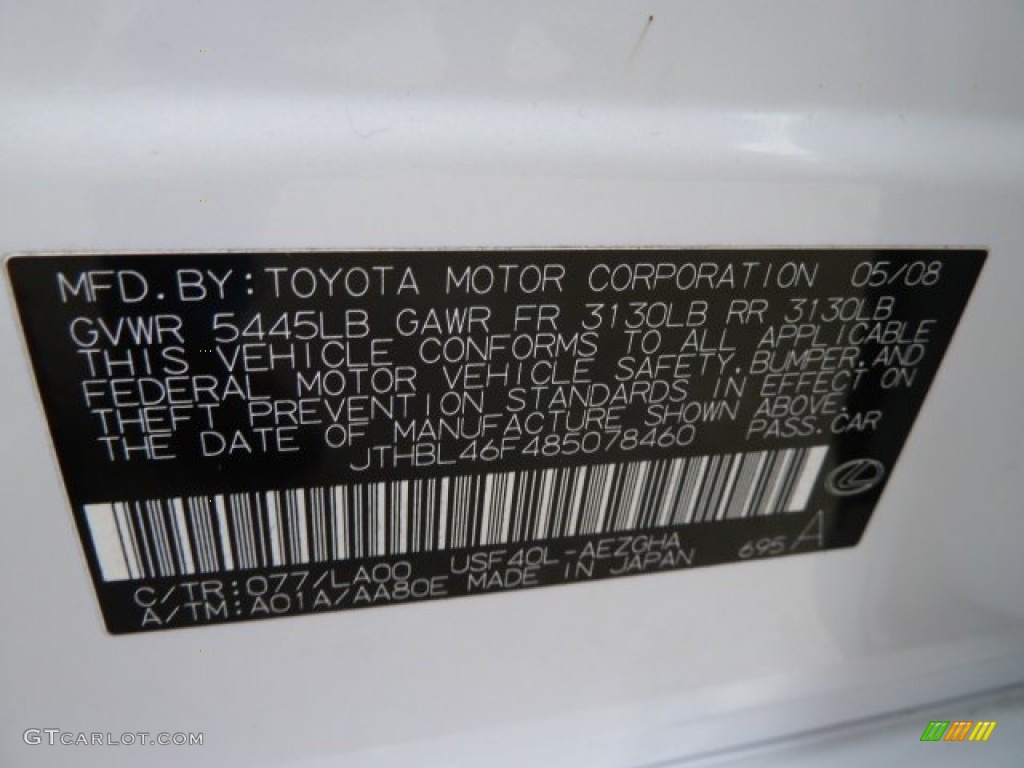 MFD. BY: TOYOTA MOTOR CORPORATION 05/08
GVWR 5445LB GAWR FR 3130LB RR 3130LB
THIS VEHICLE CONFORMS TO ALL APPLICABLE
FEDERAL MOTOR VEHICLE SAFETY, BUMPER, AND
THEFT PREVENTION STANDARDS IN EFFECT ON
THE DATE OF MANUFACTURE SHOWN ABOVE.
JTHBL46F485078460 PASS. CAR
C/TR: 077/LA00 USF40L-AEZGHA 695 A
A/TM: A01A/AA80E MADE IN JAPAN
GTCARLOT.COM